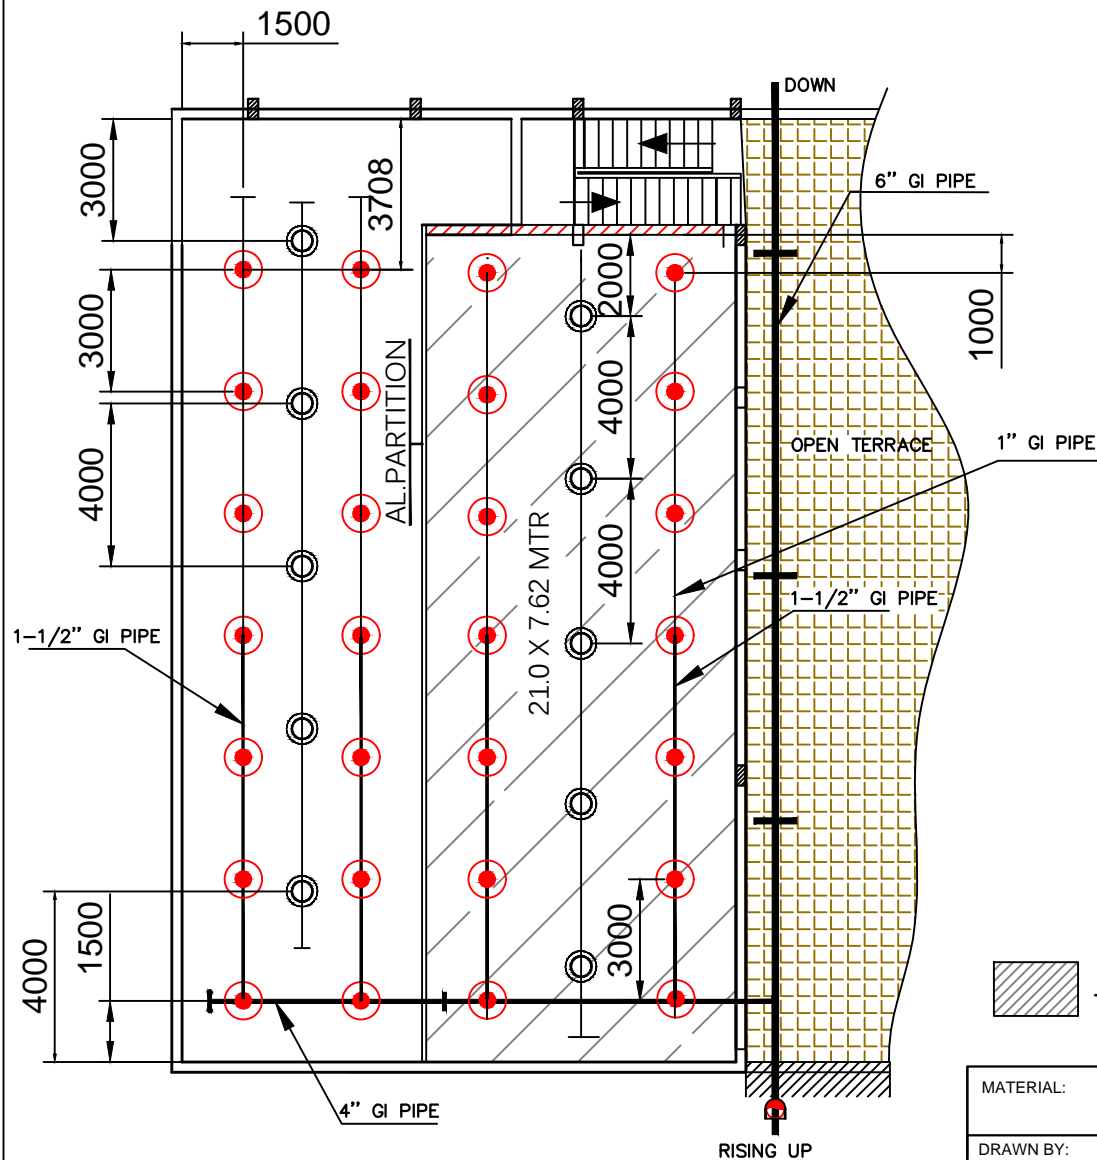 1500
DOWN
3000
3708
6” GI PIPE
2000
1000
3000
AL.PARTITION
4000
OPEN TERRACE
1” GI PIPE
4000
4000
21.0 X 7.62 MTR
1-1/2” GI PIPE
1-1/2” GI PIPE
4000
1500
3000
4” GI PIPE
MATERIAL:
DRAWN BY:
RISING UP